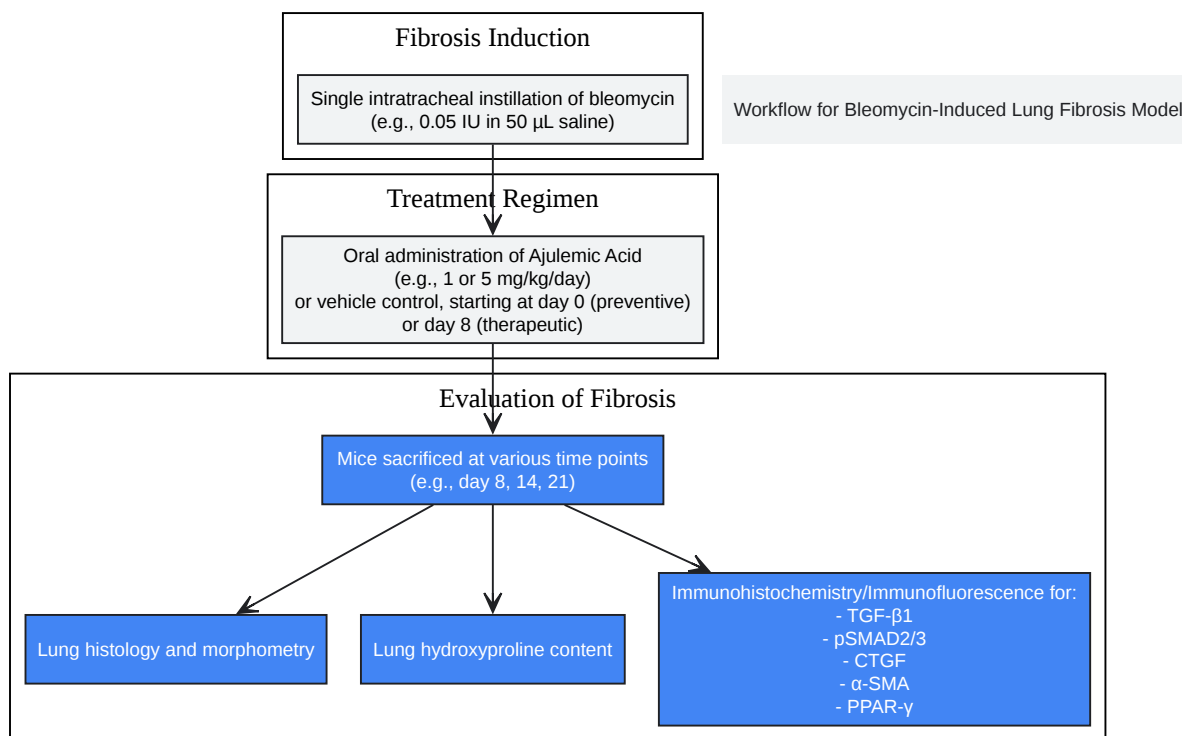 Fibrosis Induction
Single intratracheal instillation of bleomycin
(e.g., 0.05 IU in 50 µL saline)
Workflow for Bleomycin-Induced Lung Fibrosis Model
Treatment Regimen
Oral administration of Ajulemic Acid
(e.g., 1 or 5 mg/kg/day)
or vehicle control, starting at day 0 (preventive)
or day 8 (therapeutic)
Evaluation of Fibrosis
Mice sacrificed at various time points
(e.g., day 8, 14, 21)
Lung histology and morphometry
Lung hydroxyproline content
Immunohistochemistry/Immunofluorescence for:
- TGF-β1
- pSMAD2/3
- CTGF
- α-SMA
- PPAR-γ